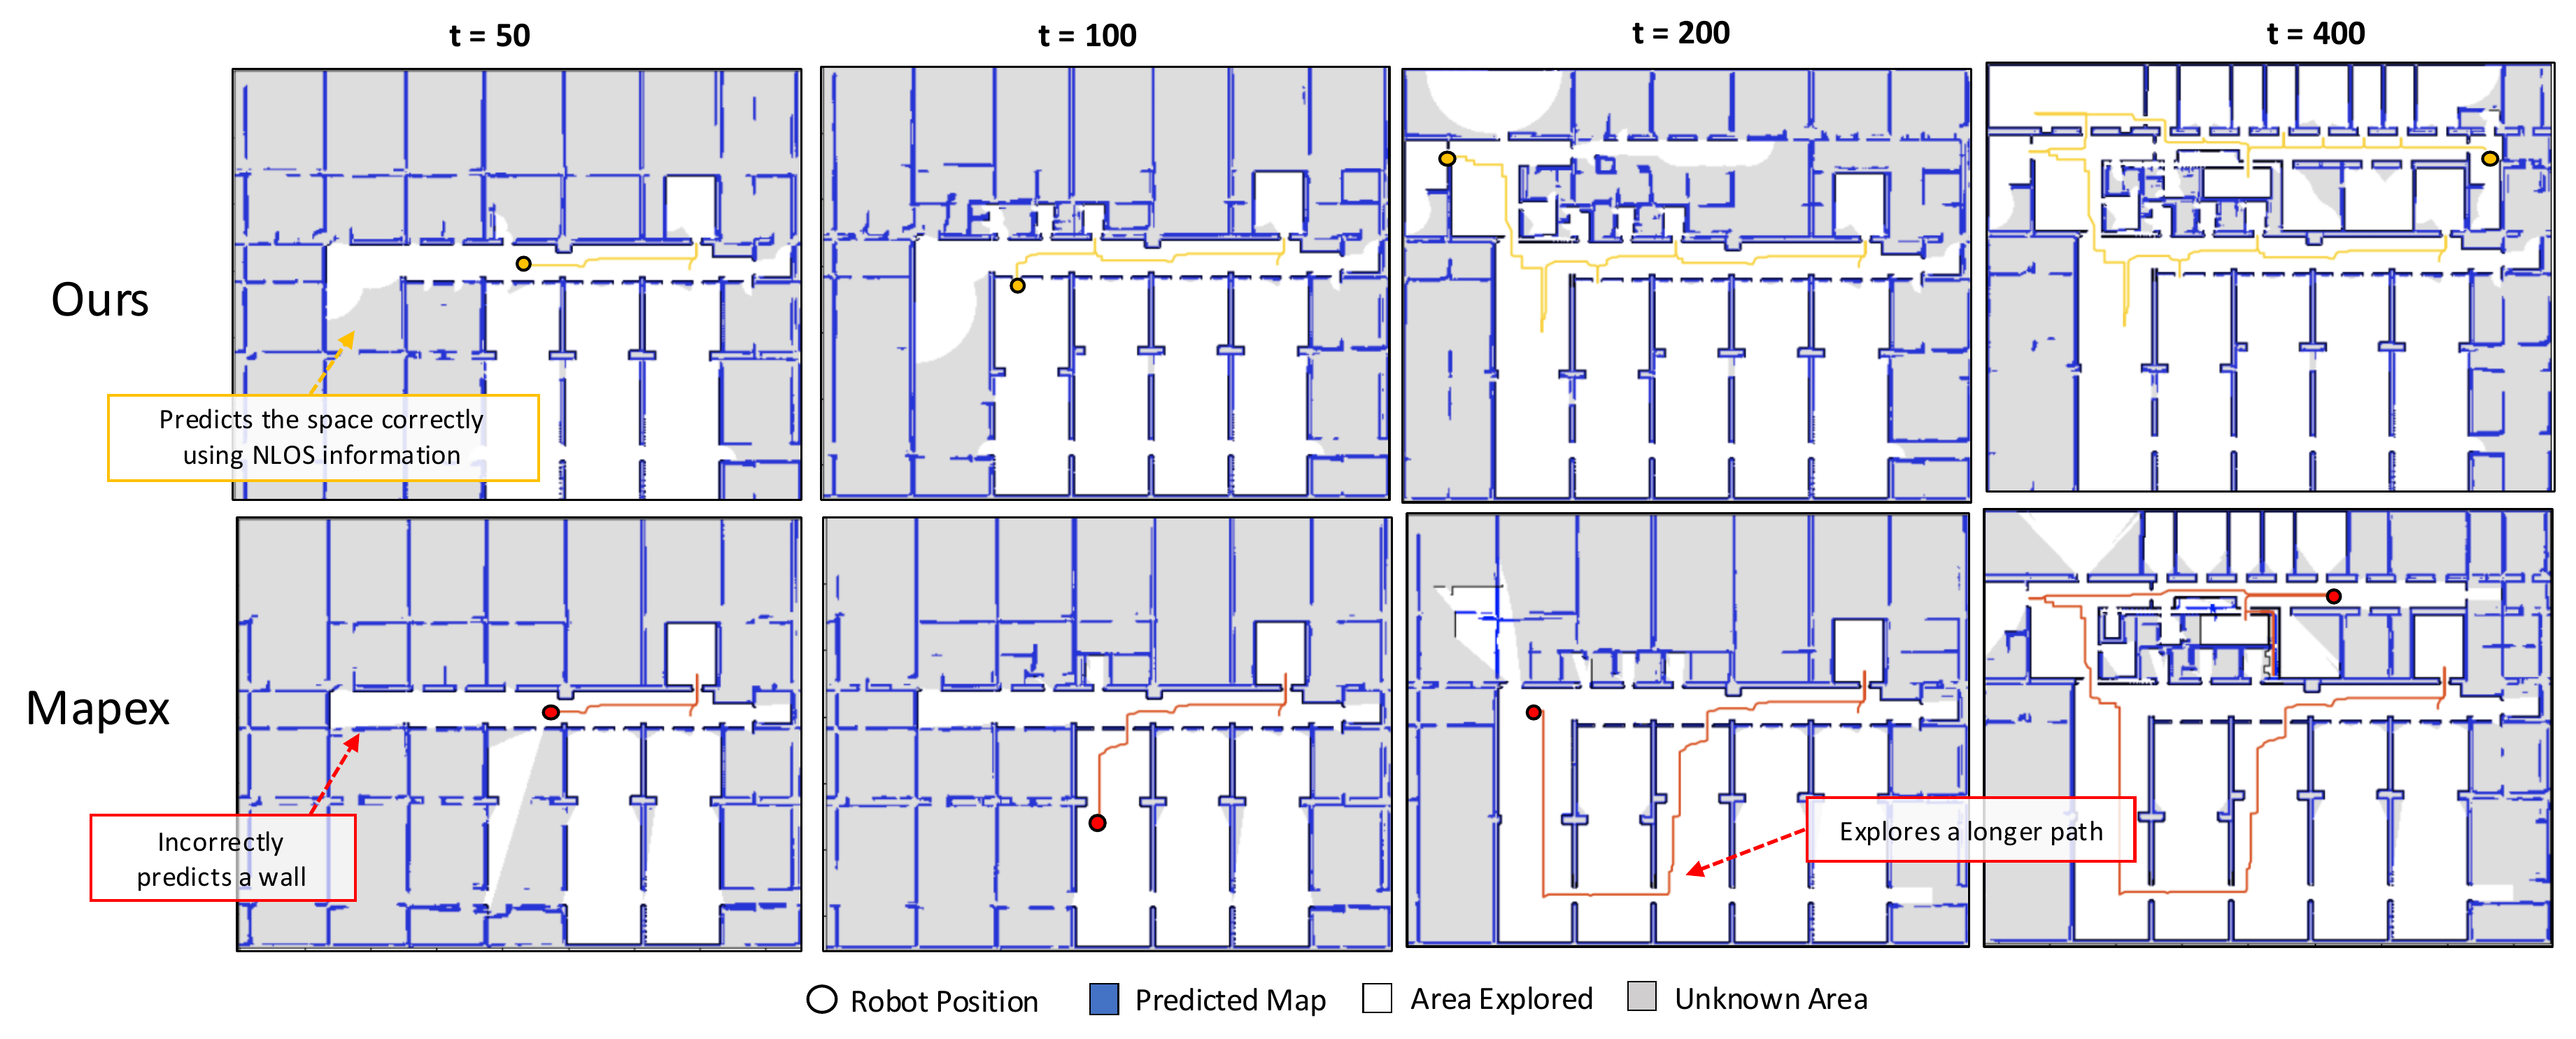 t = 50
t = 100
t = 200
t = 400
Ours
Predicts the space correctly
using NLOS information
Mapex
Incorrectly
predicts a wall
Explores a longer path
Robot Position
Predicted Map
Area Explored
Unknown Area